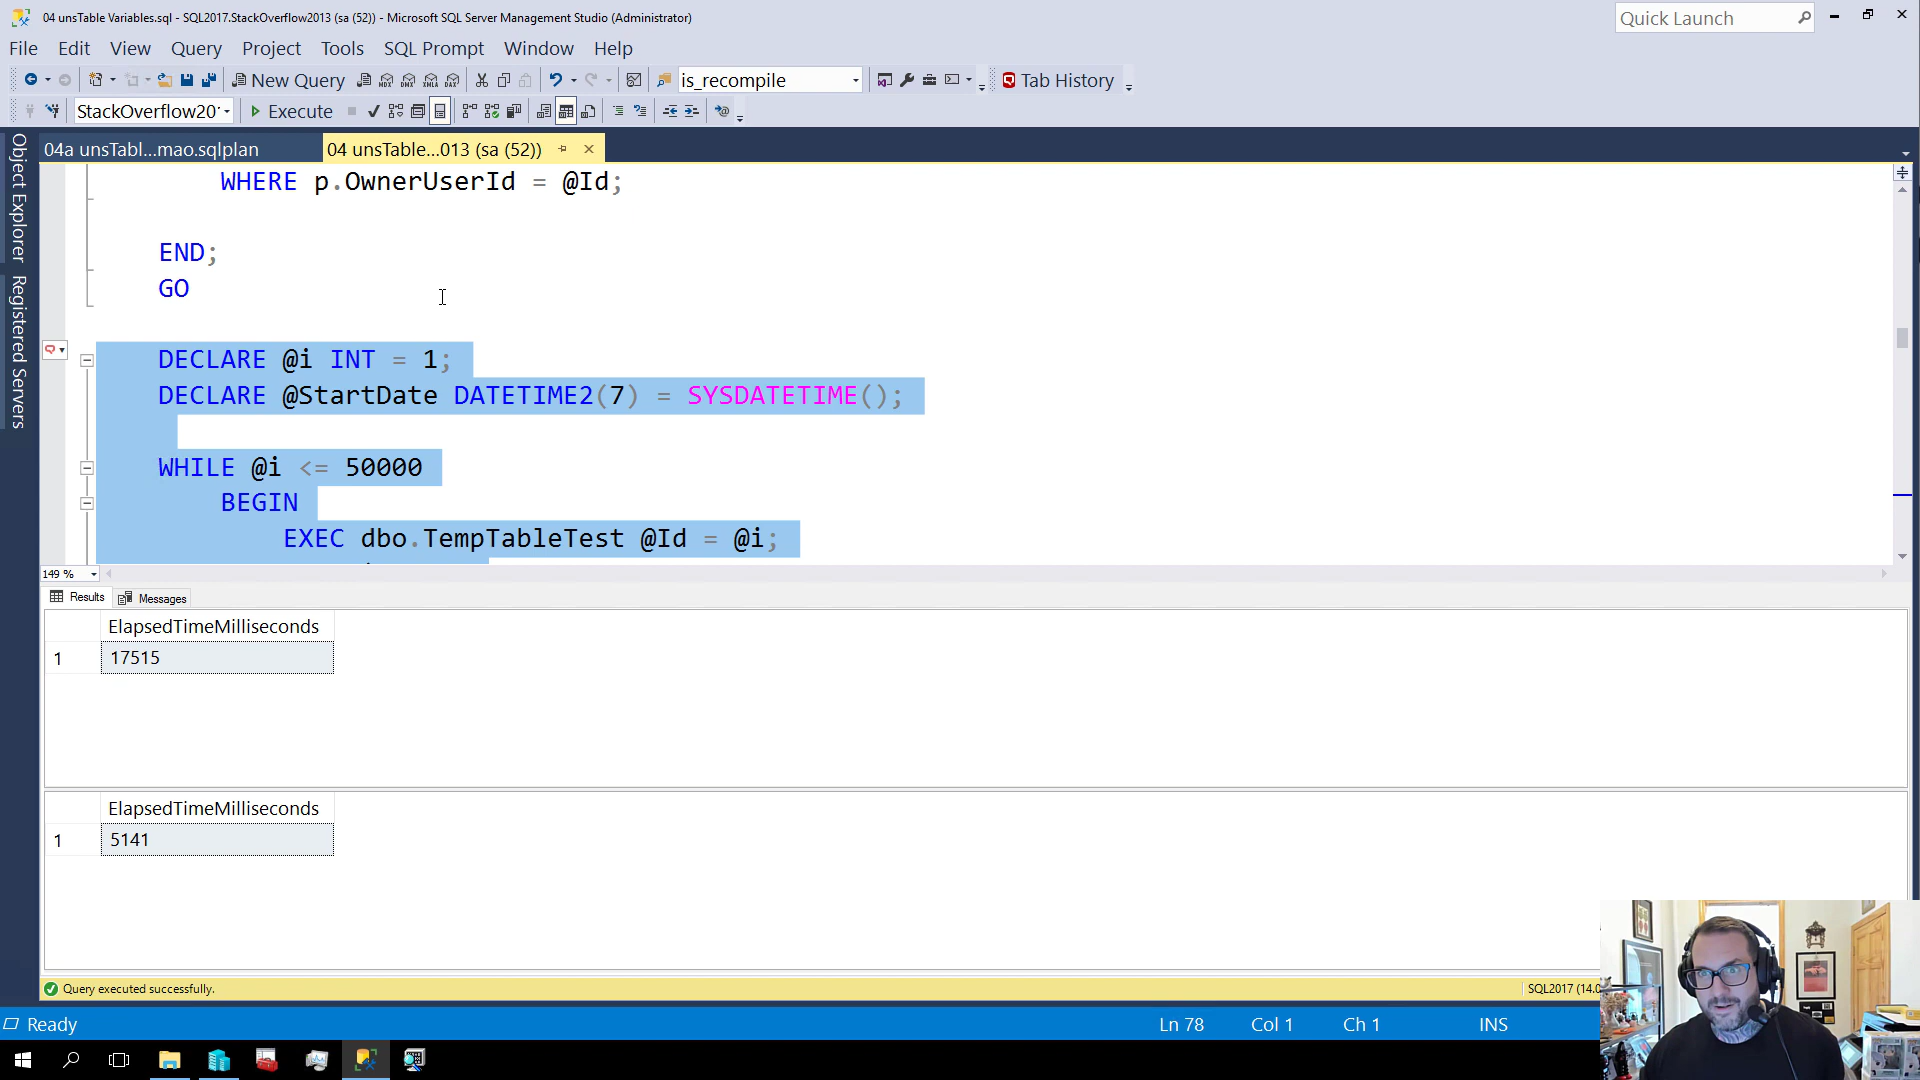 04 unsTable Variables.sql - SQL2017.StackOverflow2013 (sa (52)) - Microsoft SQL Server Management Studio (Administrator)
Quick Launch
File Edit View Query Project Tools SQL Prompt Window Help
New Query
is_recompile
Tab History
StackOverflow20
Execute
Object Explorer
Registered Servers
04a unsTabl...mao.sqlplan
04 unsTable...013 (sa (52))
WHERE p.OwnerUserId = @Id;
END;
GO
DECLARE @i INT = 1;
DECLARE @StartDate DATETIME2(7) = SYSDATETIME();
WHILE @i <= 50000
BEGIN
EXEC dbo.TempTableTest @Id = @i;
149 %
Results Messages
ElapsedTimeMilliseconds
1 17515
ElapsedTimeMilliseconds
1 5141
Query executed successfully.
SQL2017 (14.0
Ready
Ln 78 Col 1 Ch 1 INS